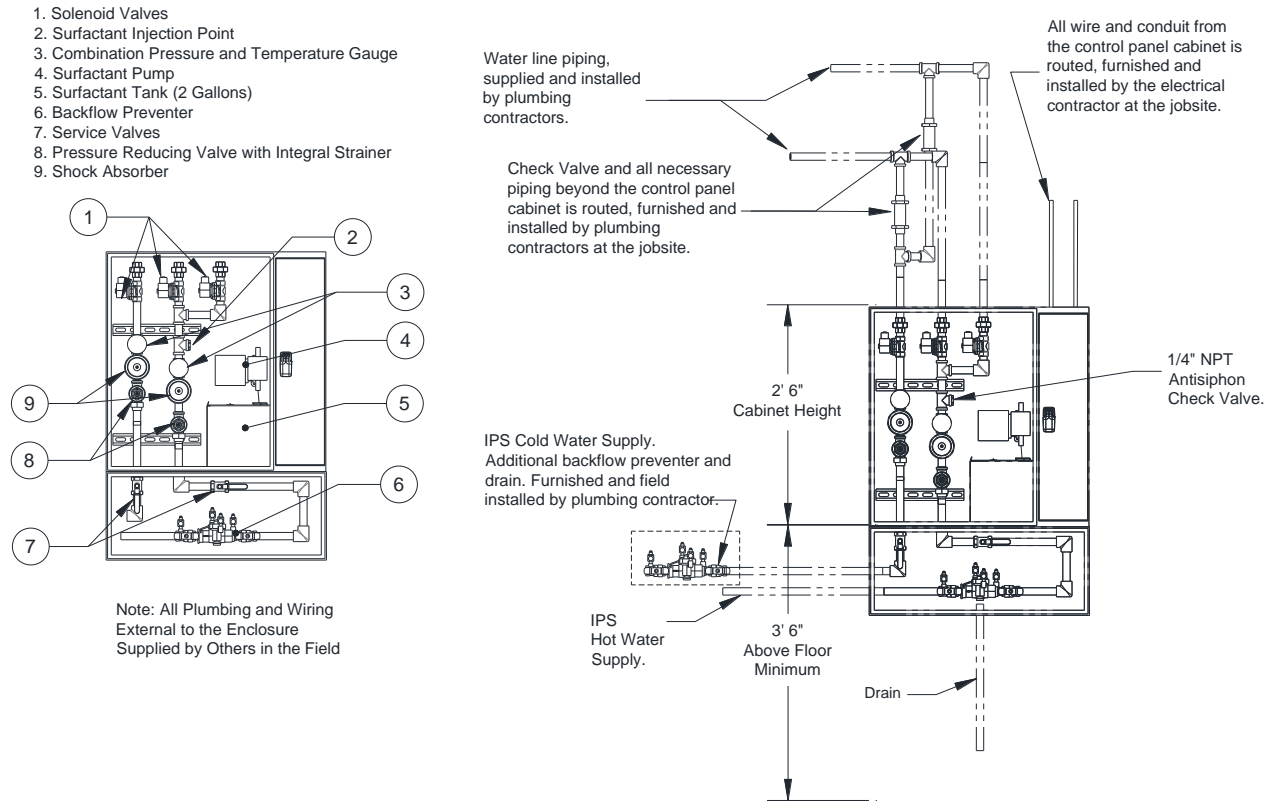 1. Solenoid Valves
2. Surfactant Injection Point
3. Combination Pressure and Temperature Gauge
4. Surfactant Pump
5. Surfactant Tank (2 Gallons)
6. Backflow Preventer
7. Service Valves
8. Pressure Reducing Valve with Integral Strainer
9. Shock Absorber
1
2
3
4
5
6
9
8
7
Note: All Plumbing and Wiring
External to the Enclosure
Supplied by Others in the Field
Water line piping,
supplied and installed
by plumbing
contractors.
Check Valve and all necessary
piping beyond the control panel
cabinet is routed, furnished and
installed by plumbing
contractors at the jobsite.
All wire and conduit from
the control panel cabinet is
routed, furnished and
installed by the electrical
contractor at the jobsite.
1/4" NPT
Antisiphon
Check Valve.
2' 6"
Cabinet Height
IPS Cold Water Supply.
Additional backflow preventer and
drain. Furnished and field
installed by plumbing contractor.
IPS
Hot Water
Supply.
3' 6"
Above Floor
Minimum
Drain